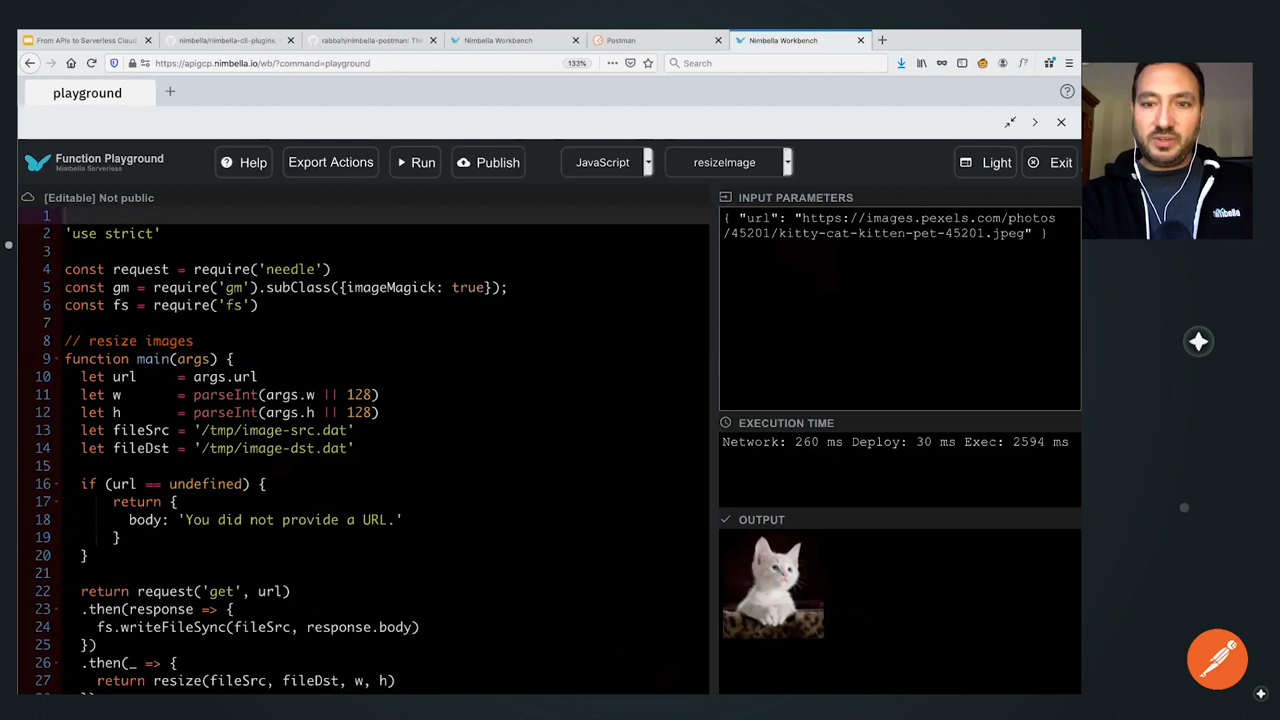 From APIs to Serverless Cloud
nimbella/nimbella-cli-plugins:
rabbah/nimbella-postman: Thi
Nimbella Workbench
Postman
Nimbella Workbench
https://apigcp.nimbella.io/wb/?command=playground
133%
Search
playground
Function Playground
Nimbella Serverless
Help
Export Actions
Run
Publish
JavaScript
resizeImage
Light
Exit
[Editable] Not public
1
2 'use strict'
3
4 const request = require('needle')
5 const gm = require('gm').subClass({imageMagick: true});
6 const fs = require('fs')
7
8 // resize images
9 function main(args) {
10 let url = args.url
11 let w = parseInt(args.w || 128)
12 let h = parseInt(args.h || 128)
13 let fileSrc = '/tmp/image-src.dat'
14 let fileDst = '/tmp/image-dst.dat'
15
16 if (url == undefined) {
17 return {
18 body: 'You did not provide a URL.'
19 }
20 }
21
22 return request('get', url)
23 .then(response => {
24 fs.writeFileSync(fileSrc, response.body)
25 })
26 .then(_ => {
27 return resize(fileSrc, fileDst, w, h)
INPUT PARAMETERS
{ "url": "https://images.pexels.com/photos
/45201/kitty-cat-kitten-pet-45201.jpeg" }
EXECUTION TIME
Network: 260 ms Deploy: 30 ms Exec: 2594 ms
OUTPUT
nimbella